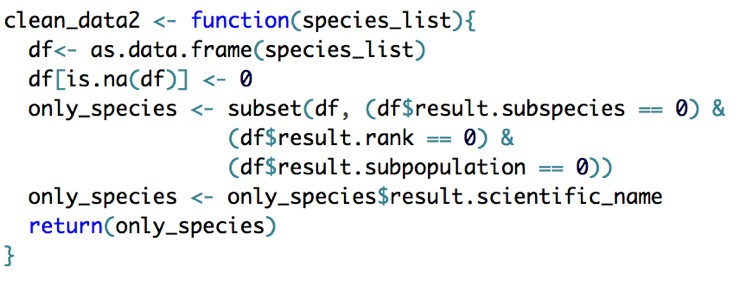 clean_data2 <- function(species_list){
  df<- as.data.frame(species_list)
  df[is.na(df)] <- 0
  only_species <- subset(df, (df$result.subspecies == 0) &
                   (df$result.rank == 0) &
                   (df$result.subpopulation == 0))
  only_species <- only_species$result.scientific_name
  return(only_species)
}